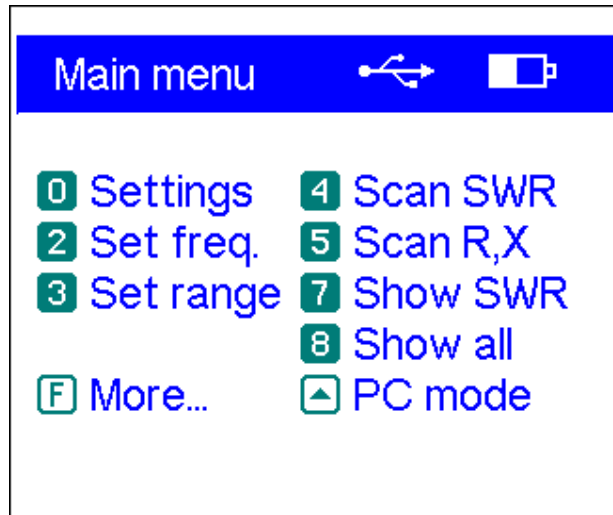 Main menu
0 Settings
2 Set freq.
3 Set range
F More...
4 Scan SWR
5 Scan R,X
7 Show SWR
8 Show all
PC mode